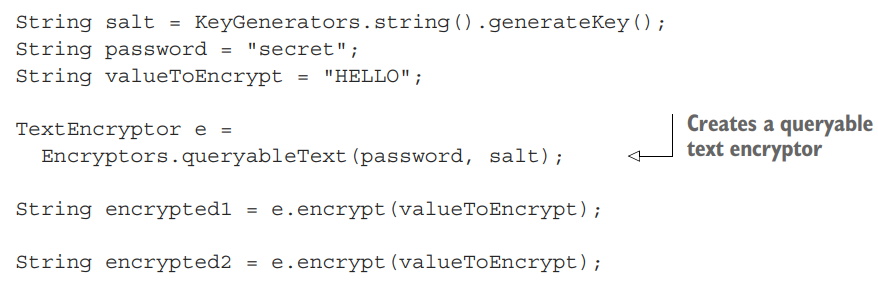 String salt = KeyGenerators.string().generateKey();
String password = "secret";
String valueToEncrypt = "HELLO";
TextEncryptor e =
Encryptors.queryableText(password, salt);
Creates a queryable
text encryptor
String encrypted1 = e.encrypt(valueToEncrypt);
String encrypted2 = e.encrypt(valueToEncrypt);